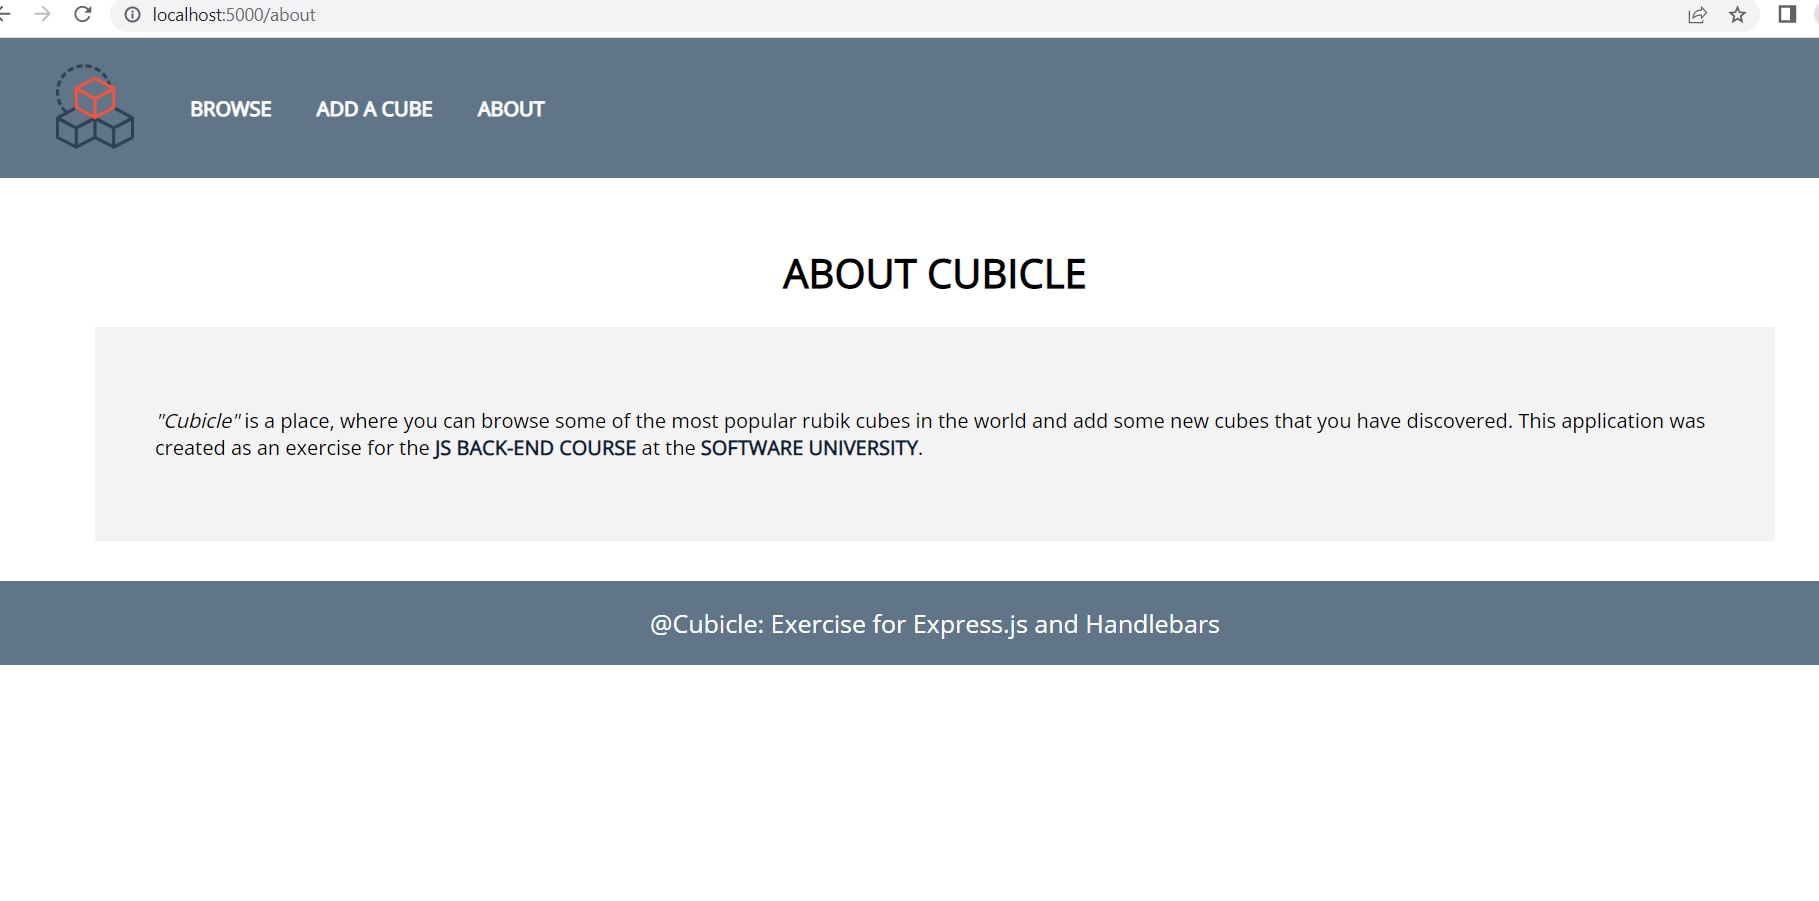 localhost:5000/about
BROWSE ADD A CUBE ABOUT
ABOUT CUBICLE
"Cubicle" is a place, where you can browse some of the most popular rubik cubes in the world and add some new cubes that you have discovered. This application was
created as an exercise for the JS BACK-END COURSE at the SOFTWARE UNIVERSITY.
@Cubicle: Exercise for Express.js and Handlebars